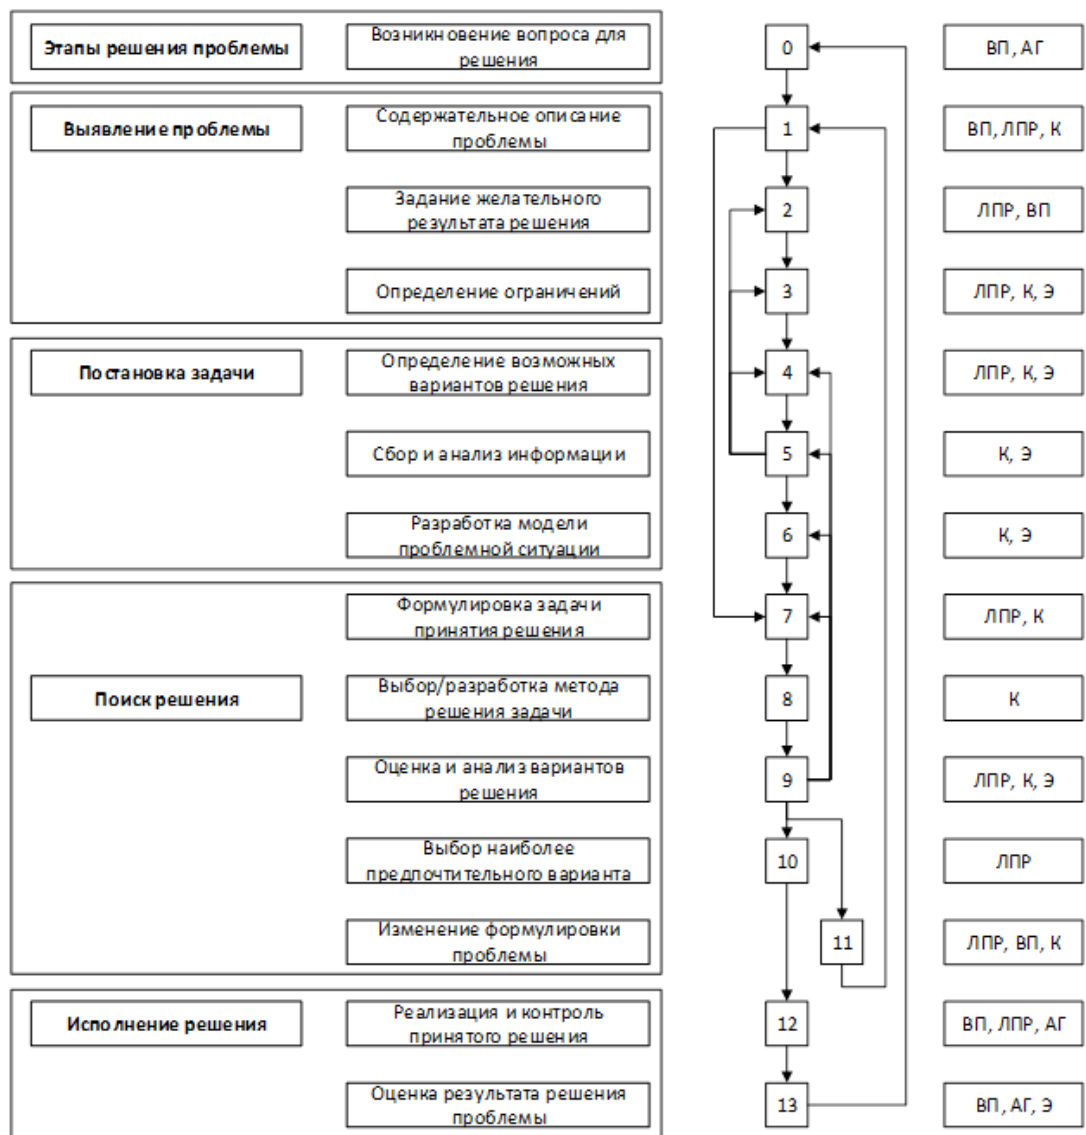 Этапы решения проблемы
Возникновение вопроса для
решения
0
ВП, АГ
Выявление проблемы
Содержательное описание
проблемы
1
ВП, ЛПР, К
Задание желательного
результата решения
2
ЛПР, ВП
Определение ограничений
3
ЛПР, К, Э
Постановка задачи
Определение возможных
вариантов решения
4
ЛПР, К, Э
Сбор и анализ информации
5
К, Э
Разработка модели
проблемной ситуации
6
К, Э
Формулировка задачи
принятия решения
7
ЛПР, К
Поиск решения
Выбор/разработка метода
решения задачи
8
К
Оценка и анализ вариантов
решения
9
ЛПР, К, Э
Выбор наиболее
предпочтительного варианта
10
ЛПР
Изменение формулировки
проблемы
11
ЛПР, ВП, К
Исполнение решения
Реализация и контроль
принятого решения
12
ВП, ЛПР, АГ
Оценка результата решения
проблемы
13
ВП, АГ, Э